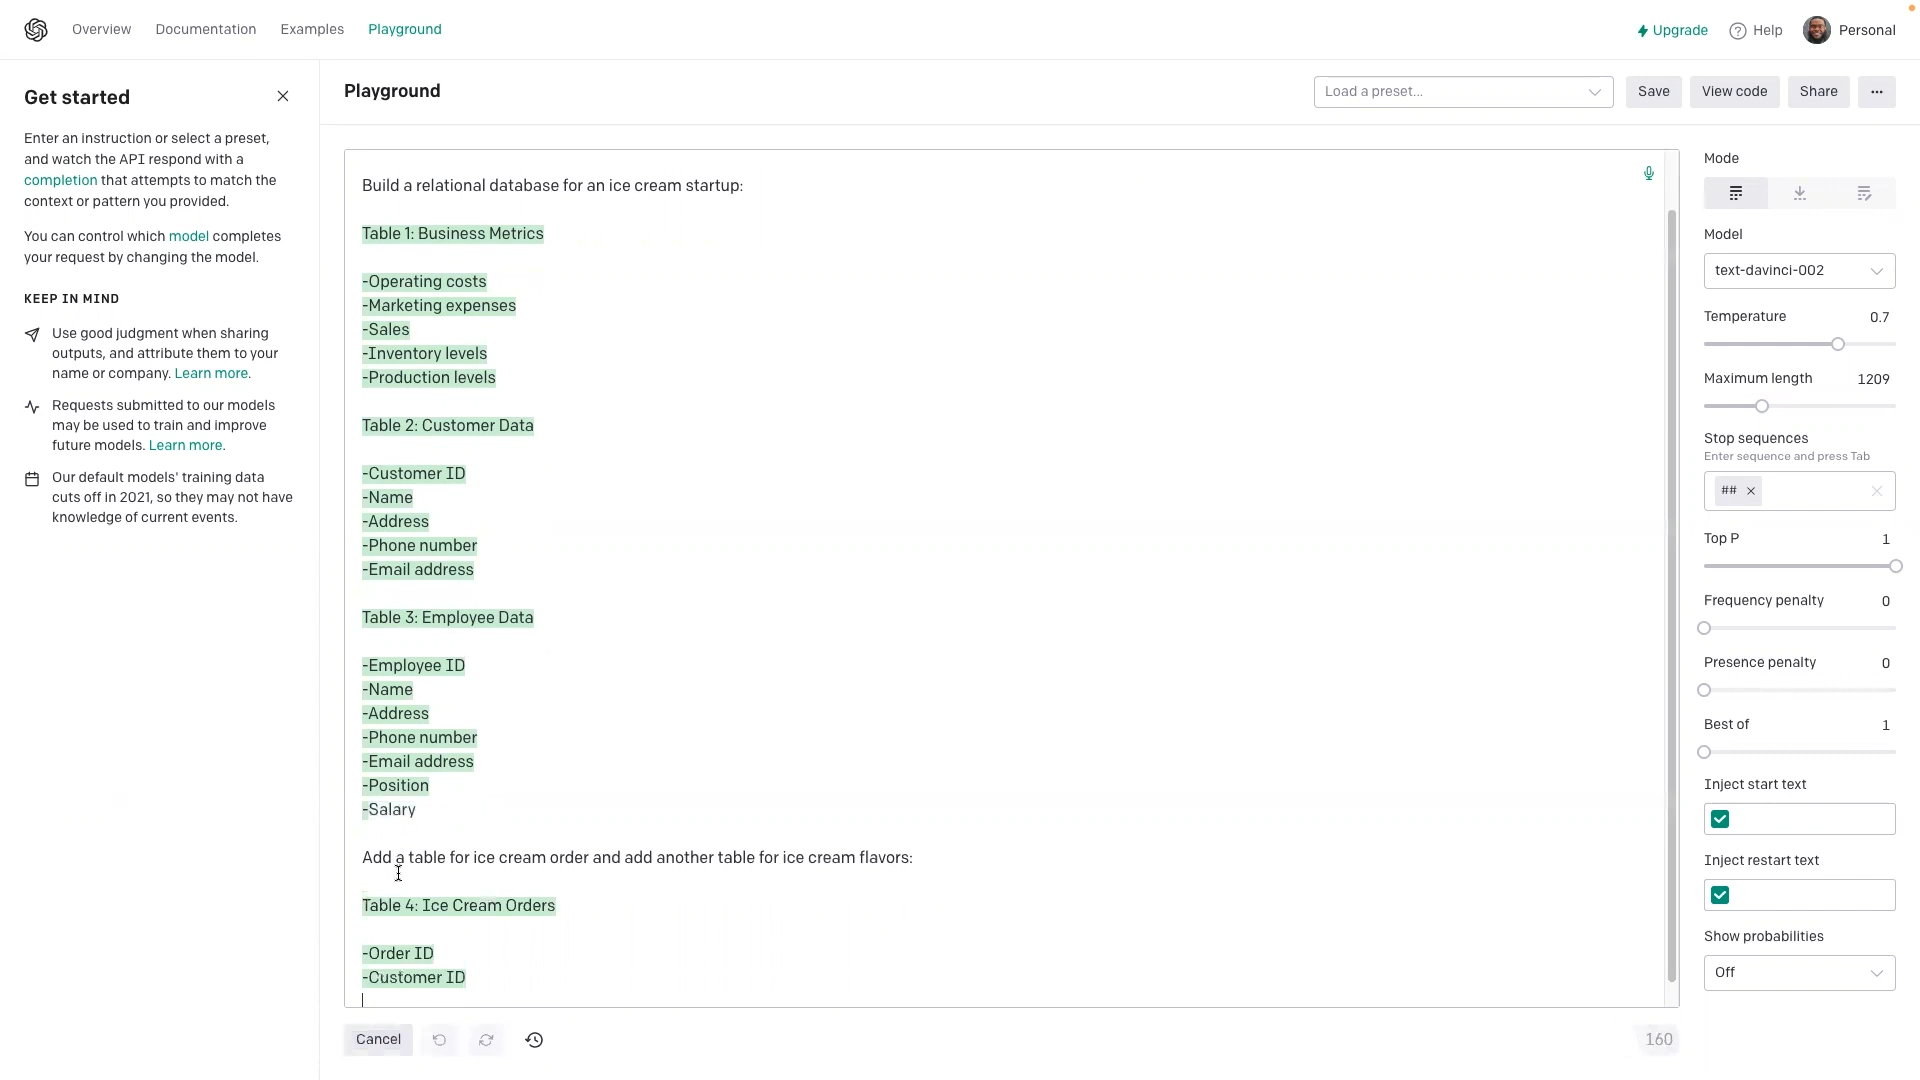 Overview Documentation Examples Playground Upgrade Help Personal
Get started
Enter an instruction or select a preset,
and watch the API respond with a
completion that attempts to match the
context or pattern you provided.
You can control which model completes
your request by changing the model.
KEEP IN MIND
Use good judgment when sharing
outputs, and attribute them to your
name or company. Learn more.
Requests submitted to our models
may be used to train and improve
future models. Learn more.
Our default models' training data
cuts off in 2021, so they may not have
knowledge of current events.
Playground Load a preset... Save View code Share ...
Build a relational database for an ice cream startup:
Table 1: Business Metrics
-Operating costs
-Marketing expenses
-Sales
-Inventory levels
-Production levels
Table 2: Customer Data
-Customer ID
-Name
-Address
-Phone number
-Email address
Table 3: Employee Data
-Employee ID
-Name
-Address
-Phone number
-Email address
-Position
-Salary
Add a table for ice cream order and add another table for ice cream flavors:
Table 4: Ice Cream Orders
-Order ID
-Customer ID
Cancel 160
Mode
Model
text-davinci-002
Temperature 0.7
Maximum length 1209
Stop sequences
Enter sequence and press Tab
## ×
Top P 1
Frequency penalty 0
Presence penalty 0
Best of 1
Inject start text
Inject restart text
Show probabilities
Off